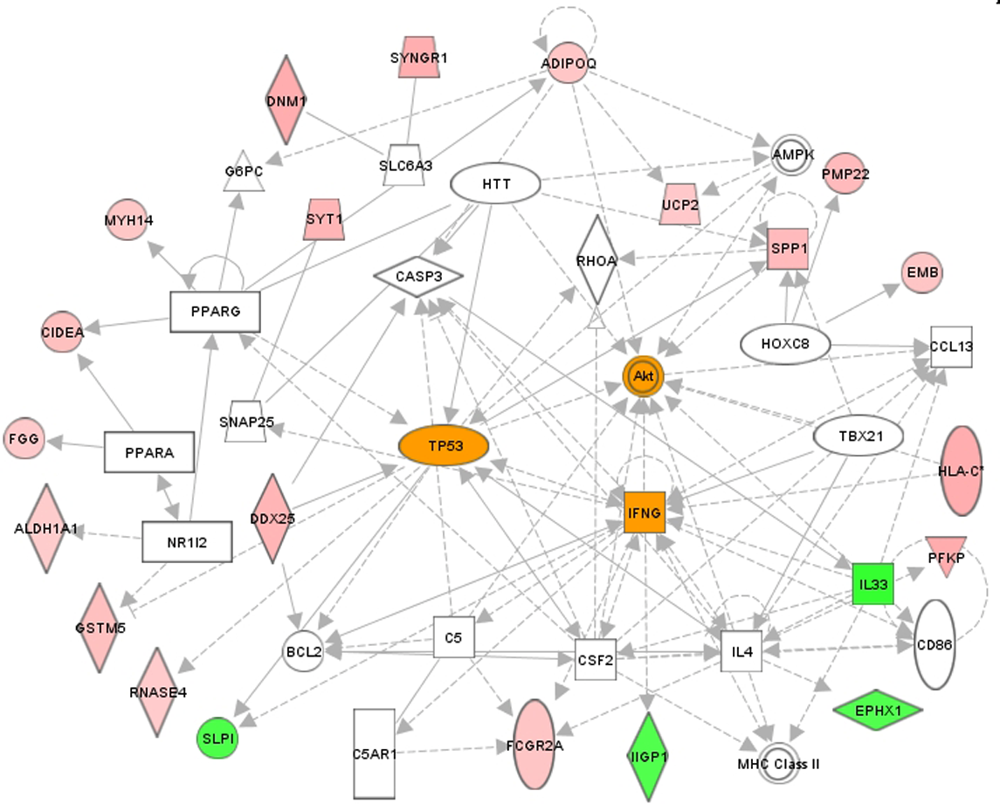 SYNGR1
ADIPOQ
DNM1
SLC6A3
G6PC
AMPK
PMP22
HTT
UCP2
MYH14
SYT1
SPP1
RHOA
CASP3
EMB
PPARG
CIDEA
HOXC8
CCL13
Akt
SNAP25
TBX21
FGG
PPARA
TP53
HLA-C*
IFNG
DDX25
ALDH1A1
NR1I2
PFKP
IL33
GSTM5
C5
BCL2
CSF2
IL4
CD86
RNASE4
EPHX1
SLPI
C5AR1
FCGR2A
IIGP1
MHC Class II